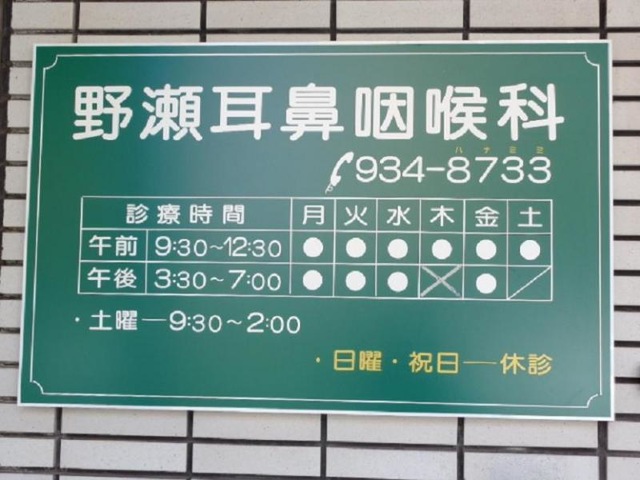 野瀬耳鼻咽喉科
ハナミミ
934-8733
診療時間 月 火 水 木 金 土
午前 9:30~12:30 ● ● ● ● ● ●
午後 3:30~7:00 ● ● ● × ● /
・土曜―9:30~2:00
・日曜・祝日―休診